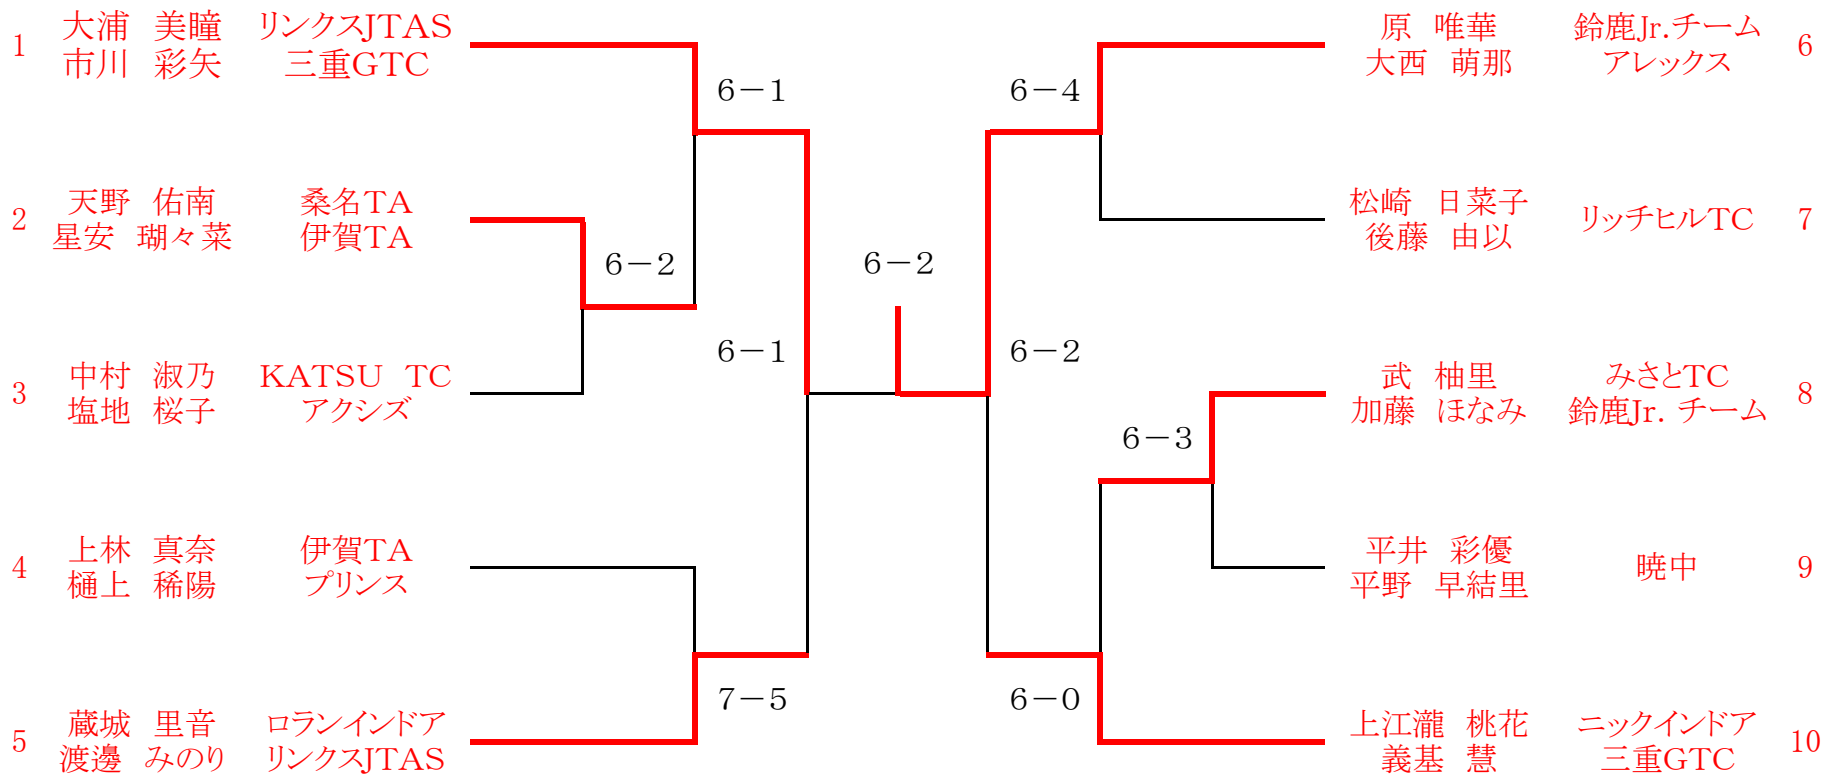 1 大浦 美瞳 リンクスJTAS
市川 彩矢 三重GTC
6-1
2 天野 佑南 桑名TA
星安 瑚々菜 伊賀TA
6-2
3 中村 淑乃 KATSU TC
塩地 桜子 アクシズ
6-1
4 上林 真奈 伊賀TA
樋上 稀陽 プリンス
5 蔵城 里音 ロランインドア
渡邊 みのり リンクスJTAS
7-5
6-2
原 唯華 鈴鹿Jr.チーム 6
大西 萌那 アレックス
6-4
松崎 日菜子 リッチヒルTC 7
後藤 由以
6-2
武 柚里 みさとTC 8
加藤 ほなみ 鈴鹿Jr. チーム
6-3
平井 彩優 暁中 9
平野 早結里
6-0
上江瀧 桃花 ニックインドア 10
義基 慧 三重GTC